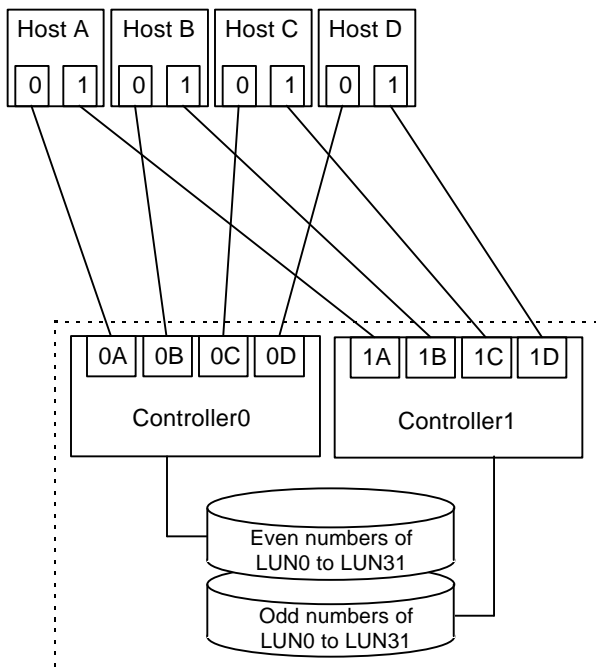 Host A Host B Host C Host D
0 1 0 1 0 1 0 1
0A 0B 0C 0D 1A 1B 1C 1D
Controller0 Controller1
Even numbers of
LUN0 to LUN31
Odd numbers of
LUN0 to LUN31